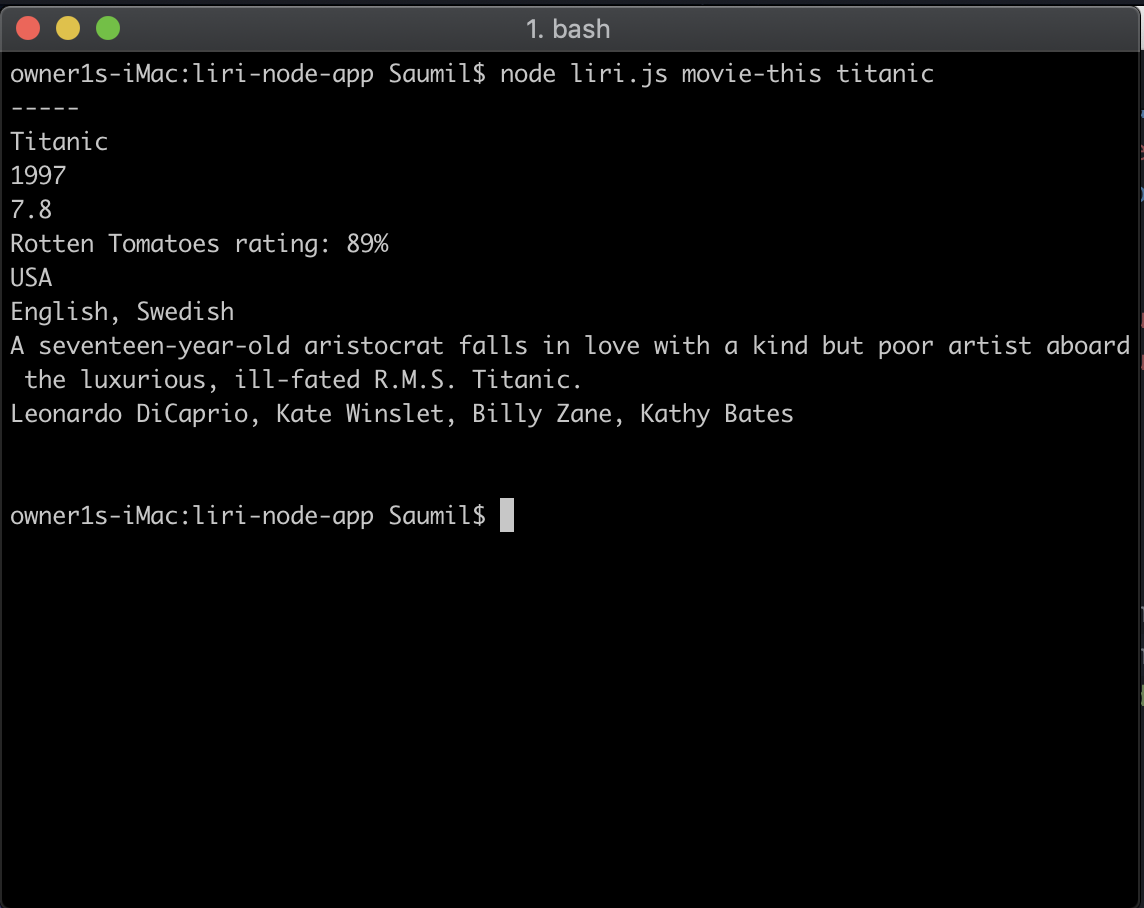 1. bash
owner1s-iMac:liri-node-app Saumil$ node liri.js movie-this titanic
-----
Titanic
1997
7.8
Rotten Tomatoes rating: 89%
USA
English, Swedish
A seventeen-year-old aristocrat falls in love with a kind but poor artist aboard
 the luxurious, ill-fated R.M.S. Titanic.
Leonardo DiCaprio, Kate Winslet, Billy Zane, Kathy Bates
owner1s-iMac:liri-node-app Saumil$